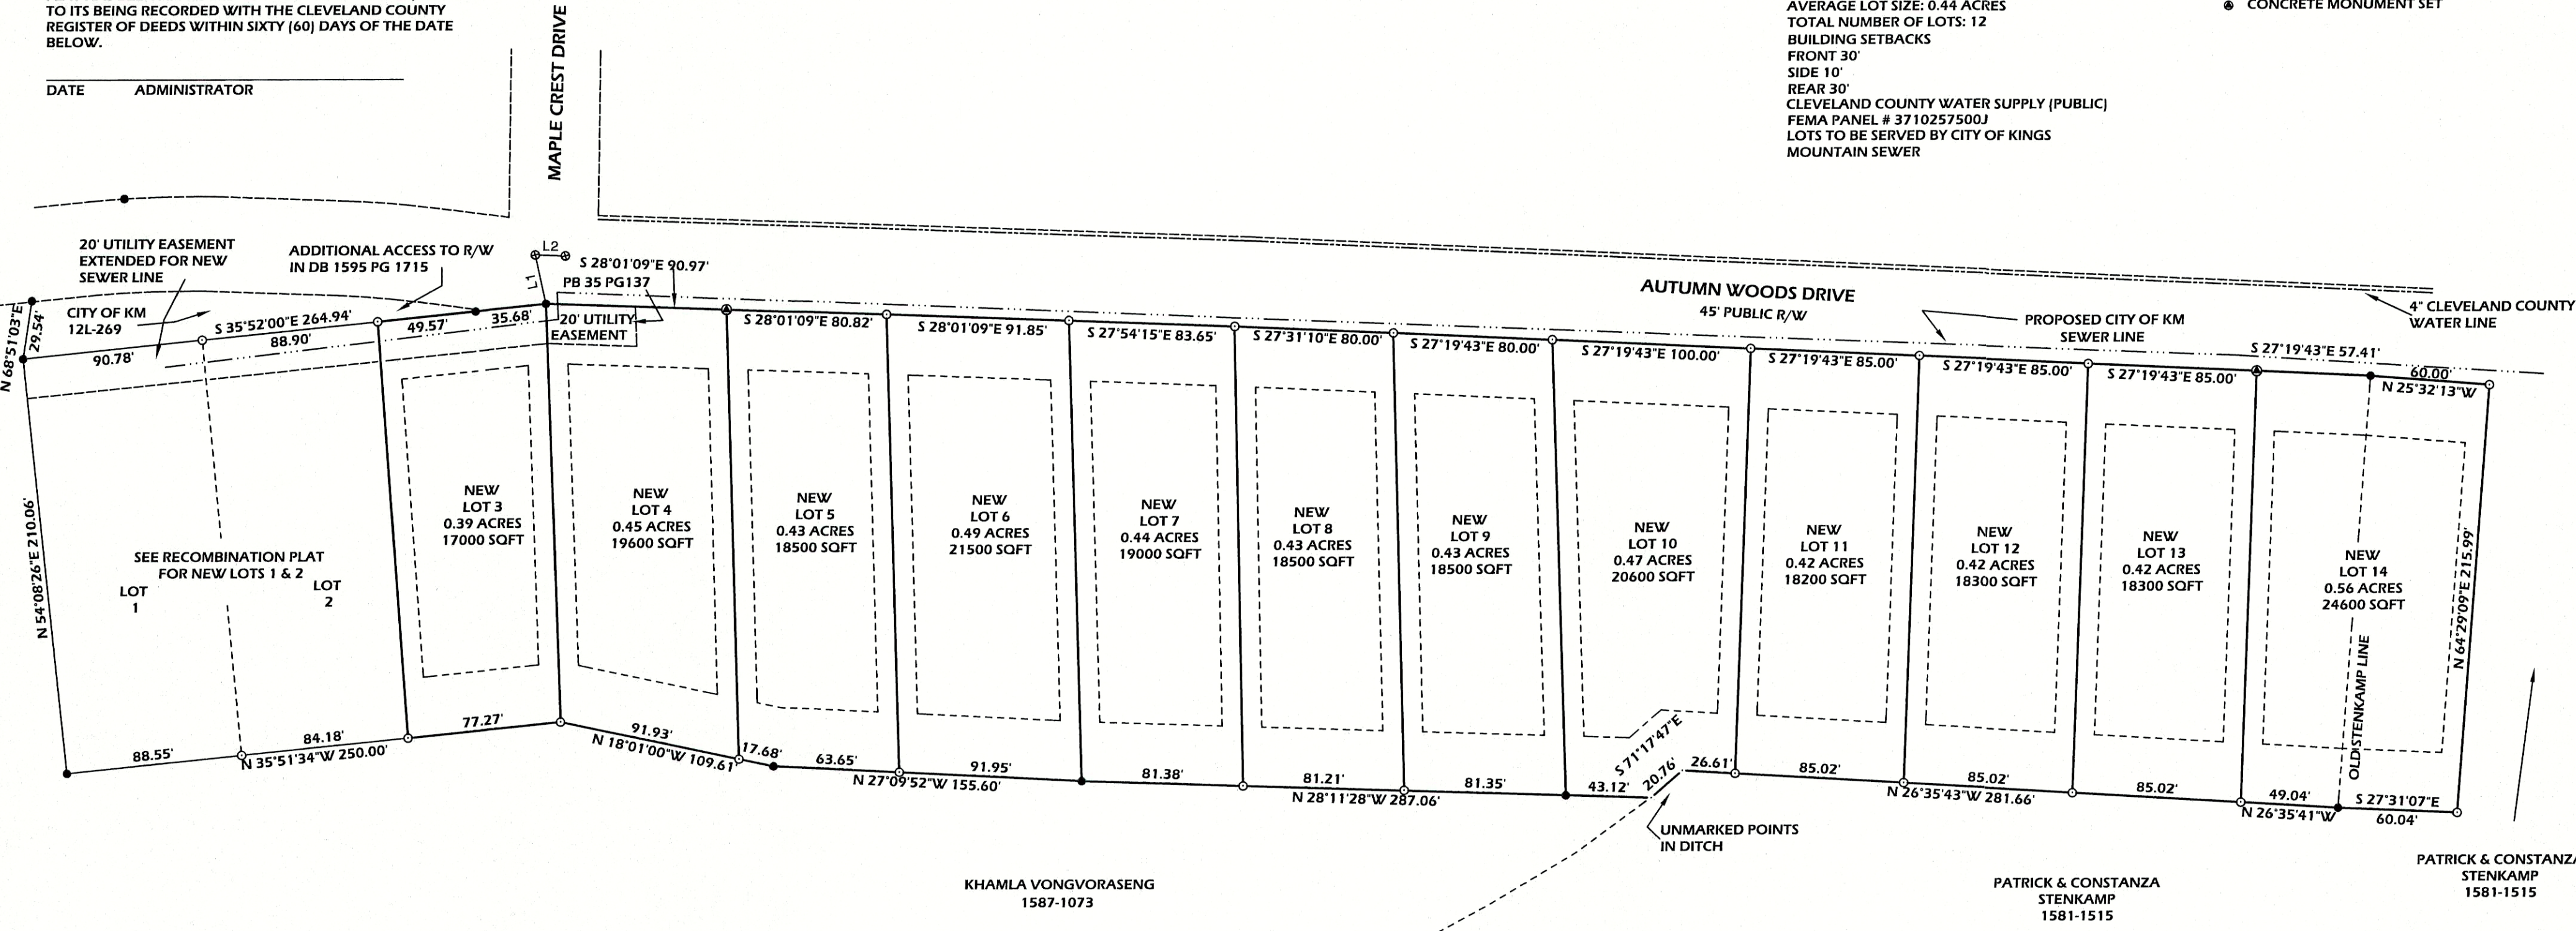 TO ITS BEING RECORDED WITH THE CLEVELAND COUNTY
REGISTER OF DEEDS WITHIN SIXTY (60) DAYS OF THE DATE
BELOW.
DATE ADMINISTRATOR
MAPLE CREST DRIVE
AVERAGE LOT SIZE: 0.44 ACRES
TOTAL NUMBER OF LOTS: 12
BUILDING SETBACKS
FRONT 30'
SIDE 10'
REAR 30'
CLEVELAND COUNTY WATER SUPPLY (PUBLIC)
FEMA PANEL # 3710257500J
LOTS TO BE SERVED BY CITY OF KINGS
MOUNTAIN SEWER
CONCRETE MONUMENT SET
20' UTILITY EASEMENT
EXTENDED FOR NEW
SEWER LINE
ADDITIONAL ACCESS TO R/W
IN DB 1595 PG 1715
L2
L1
S 28°01'09"E 90.97'
PB 35 PG137
20' UTILITY
EASEMENT
AUTUMN WOODS DRIVE
45' PUBLIC R/W
PROPOSED CITY OF KM
SEWER LINE
4" CLEVELAND COUNTY
WATER LINE
N 68°51'03"E
29.54'
CITY OF KM
12L-269
S 35°52'00"E 264.94'
90.78'
88.90'
49.57'
35.68'
S 28°01'09"E 80.82'
S 28°01'09"E 91.85'
S 27°54'15"E 83.65'
S 27°31'10"E 80.00'
S 27°19'43"E 80.00'
S 27°19'43"E 100.00'
S 27°19'43"E 85.00'
S 27°19'43"E 85.00'
S 27°19'43"E 85.00'
S 27°19'43"E 57.41'
60.00'
N 25°32'13"W
N 54°08'26"E 210.06'
SEE RECOMBINATION PLAT
FOR NEW LOTS 1 & 2
LOT
1
LOT
2
NEW
LOT 3
0.39 ACRES
17000 SQFT
NEW
LOT 4
0.45 ACRES
19600 SQFT
NEW
LOT 5
0.43 ACRES
18500 SQFT
NEW
LOT 6
0.49 ACRES
21500 SQFT
NEW
LOT 7
0.44 ACRES
19000 SQFT
NEW
LOT 8
0.43 ACRES
18500 SQFT
NEW
LOT 9
0.43 ACRES
18500 SQFT
NEW
LOT 10
0.47 ACRES
20600 SQFT
NEW
LOT 11
0.42 ACRES
18200 SQFT
NEW
LOT 12
0.42 ACRES
18300 SQFT
NEW
LOT 13
0.42 ACRES
18300 SQFT
NEW
LOT 14
0.56 ACRES
24600 SQFT
OLD STENKAMP LINE
N 64°29'09"E 215.99'
88.55'
84.18'
N 35°51'34"W 250.00'
77.27'
91.93'
N 18°01'00"W 109.61'
17.68'
63.65'
91.95'
N 27°09'52"W 155.60'
81.38'
81.21'
N 28°11'28"W 287.06'
81.35'
43.12'
S 71°17'47"E
20.76'
26.61'
85.02'
85.02'
N 26°35'43"W 281.66'
85.02'
49.04'
N 26°35'41"W
S 27°31'07"E
60.04'
UNMARKED POINTS
IN DITCH
KHAMLA VONGVORASENG
1587-1073
PATRICK & CONSTANZA
STENKAMP
1581-1515
PATRICK & CONSTANZA
STENKAMP
1581-1515